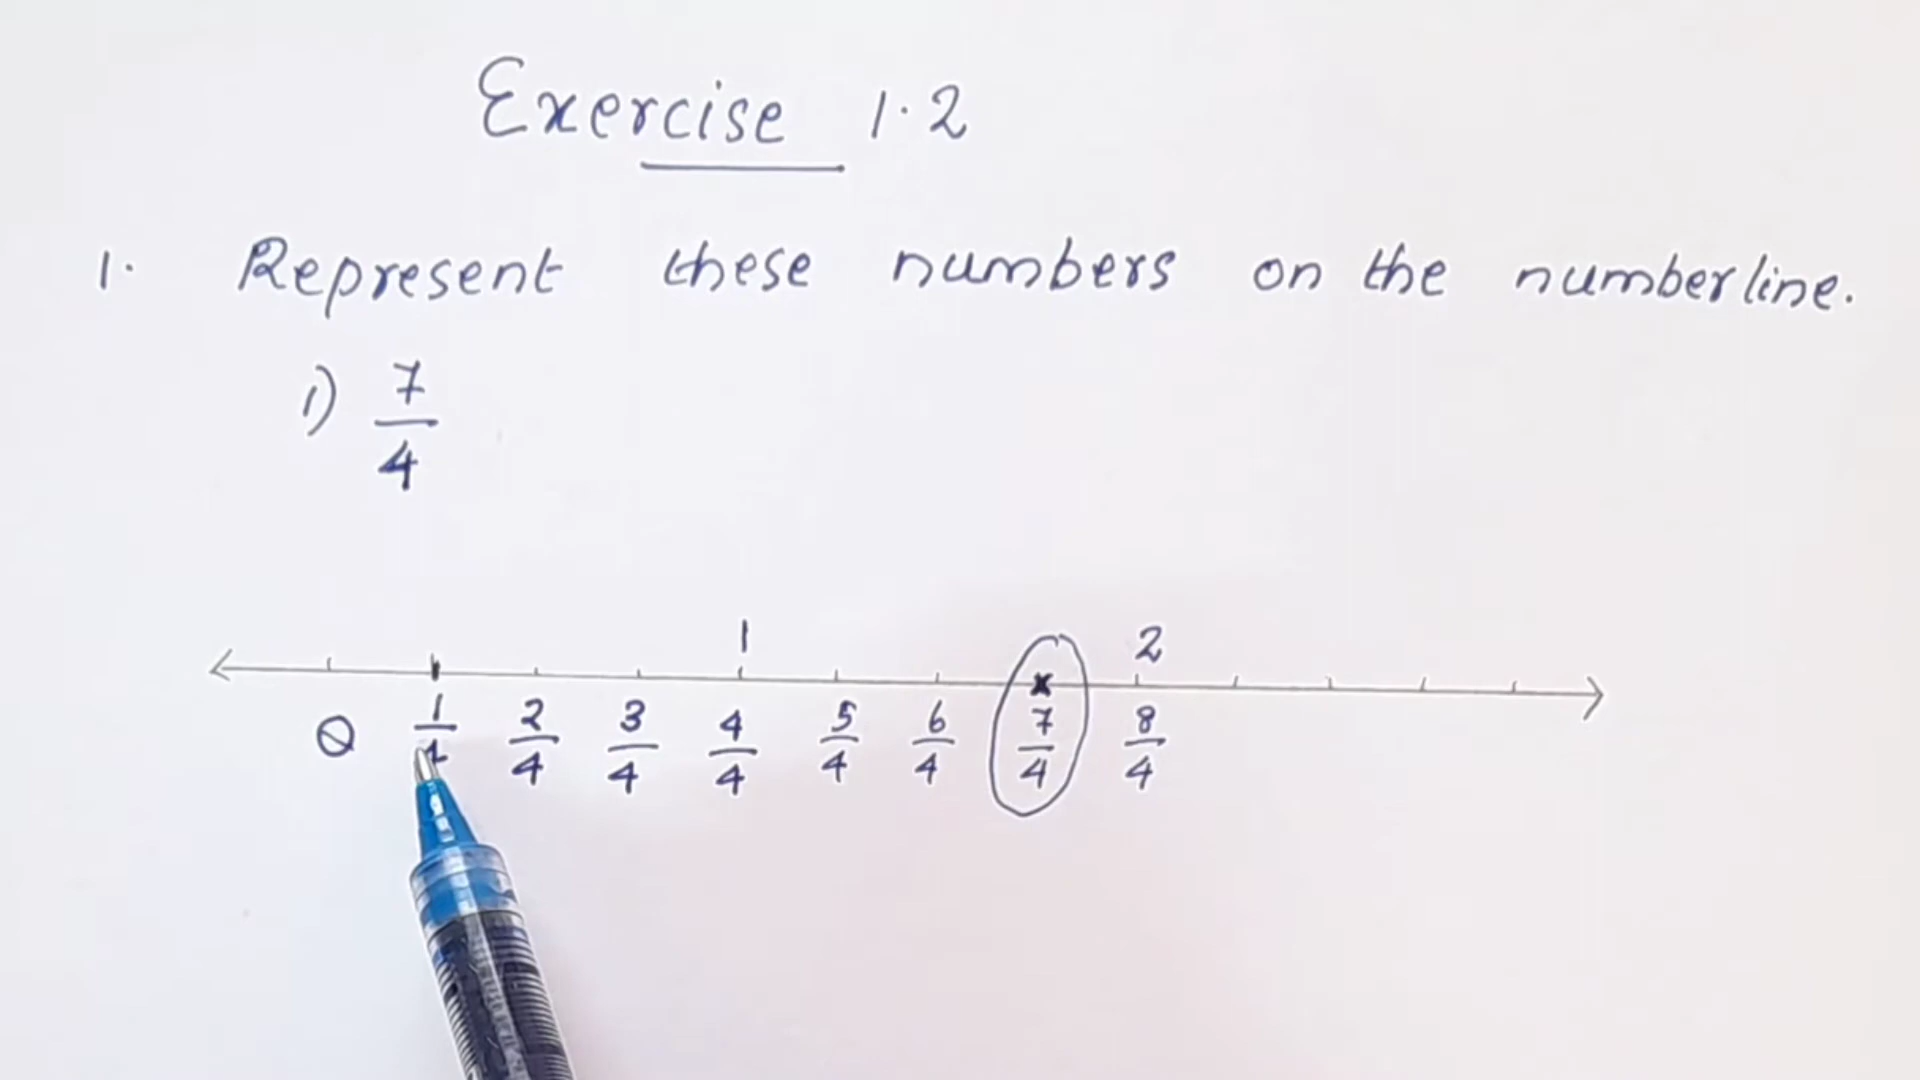 Exercise 1.2
1. Represent these numbers on the numberline.
i) 7/4
1 2
0 1/4 2/4 3/4 4/4 5/4 6/4 7/4 8/4